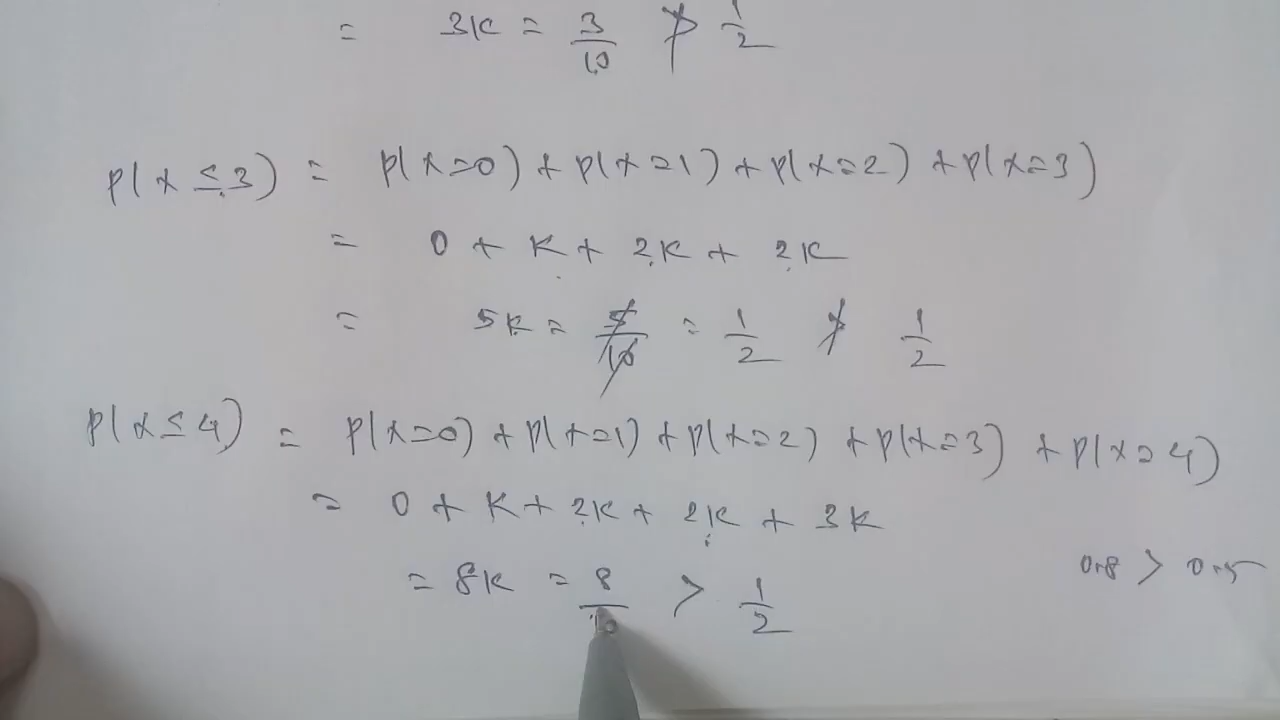 = 3K = 3/10 ≯ 1/2
P(x ≤ 3) = P(x=0) + P(x=1) + P(x=2) + P(x=3)
= 0 + K + 2K + 2K
= 5K = 5/10 = 1/2 ≯ 1/2
P(x ≤ 4) = P(x=0) + P(x=1) + P(x=2) + P(x=3) + P(x=4)
= 0 + K + 2K + 2K + 3K
= 8K = 8/10 > 1/2
0.8 > 0.5